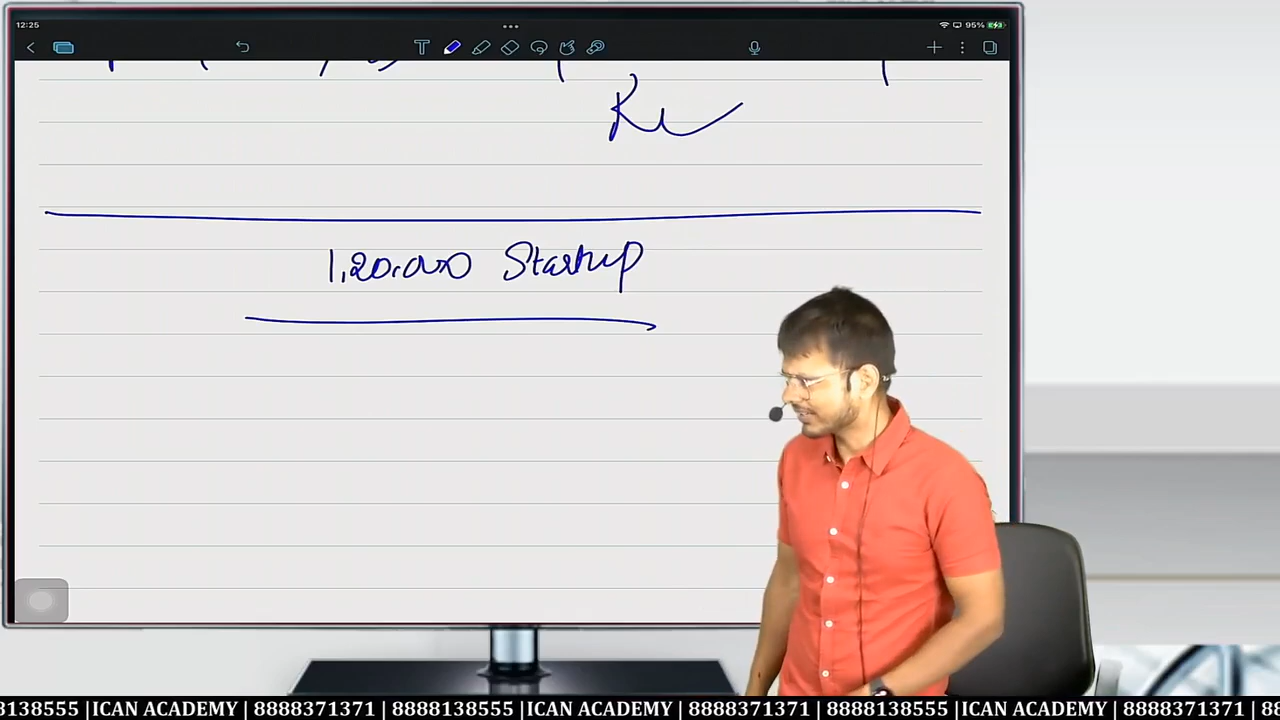 12:25
95%
1,20,000 Startup
8138555 |ICAN ACADEMY | 8888371371 | 8888138555 |ICAN ACADEMY | 8888371371 | 8888138555 |ICAN ACADEMY | 8888371371 | 88